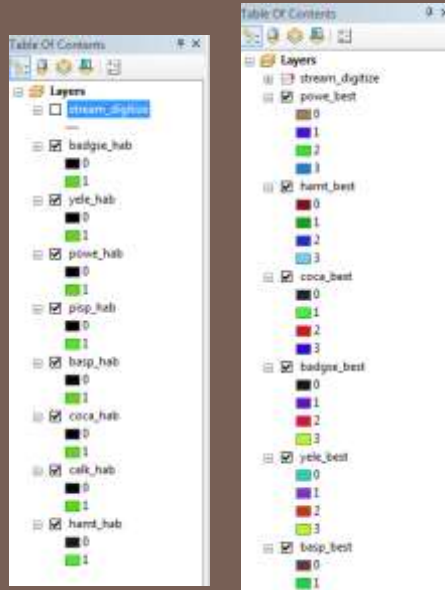 Table Of Contents
Layers
stream_digitize
badgse_hab
0
1
yele_hab
0
1
powe_hab
0
1
pisp_hab
0
1
basp_hab
0
1
coca_hab
0
1
calk_hab
0
1
hamt_hab
0
1
Table Of Contents
Layers
stream_digitize
powe_best
0
1
2
3
hamt_best
0
1
2
3
coca_best
0
1
2
3
badgse_best
0
1
2
3
yele_best
0
1
2
3
basp_best
0
1